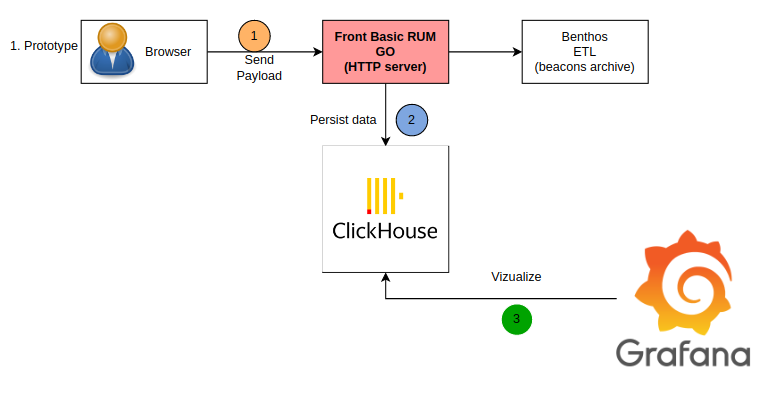 1. Prototype
Browser
1
Send
Payload
Front Basic RUM
GO
(HTTP server)
Benthos
ETL
(beacons archive)
Persist data
2
ClickHouse
Vizualize
3
Grafana